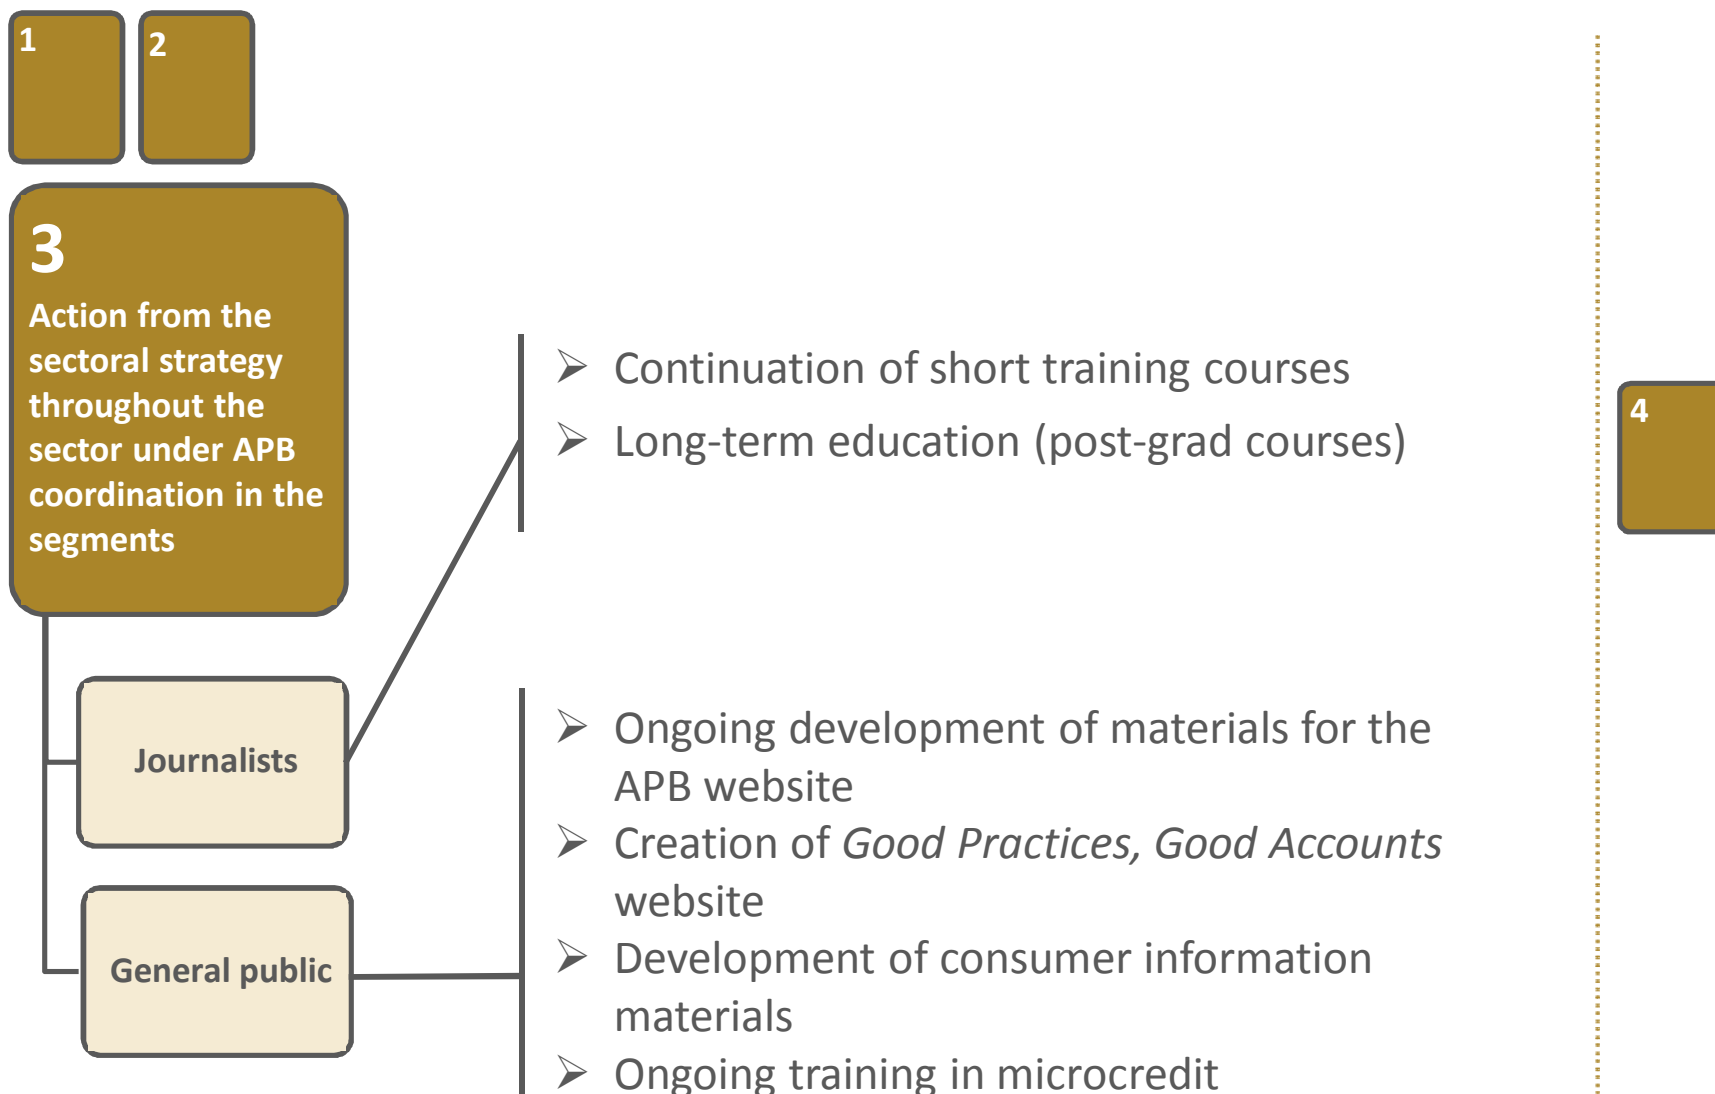 1
2
3
Action from the
sectoral strategy
throughout the
sector under APB
coordination in the
segments
➢ Continuation of short training courses
➢ Long-term education (post-grad courses)
4
Journalists
➢ Ongoing development of materials for the
APB website
➢ Creation of Good Practices, Good Accounts
website
General public
➢ Development of consumer information
materials
➢ Ongoing training in microcredit